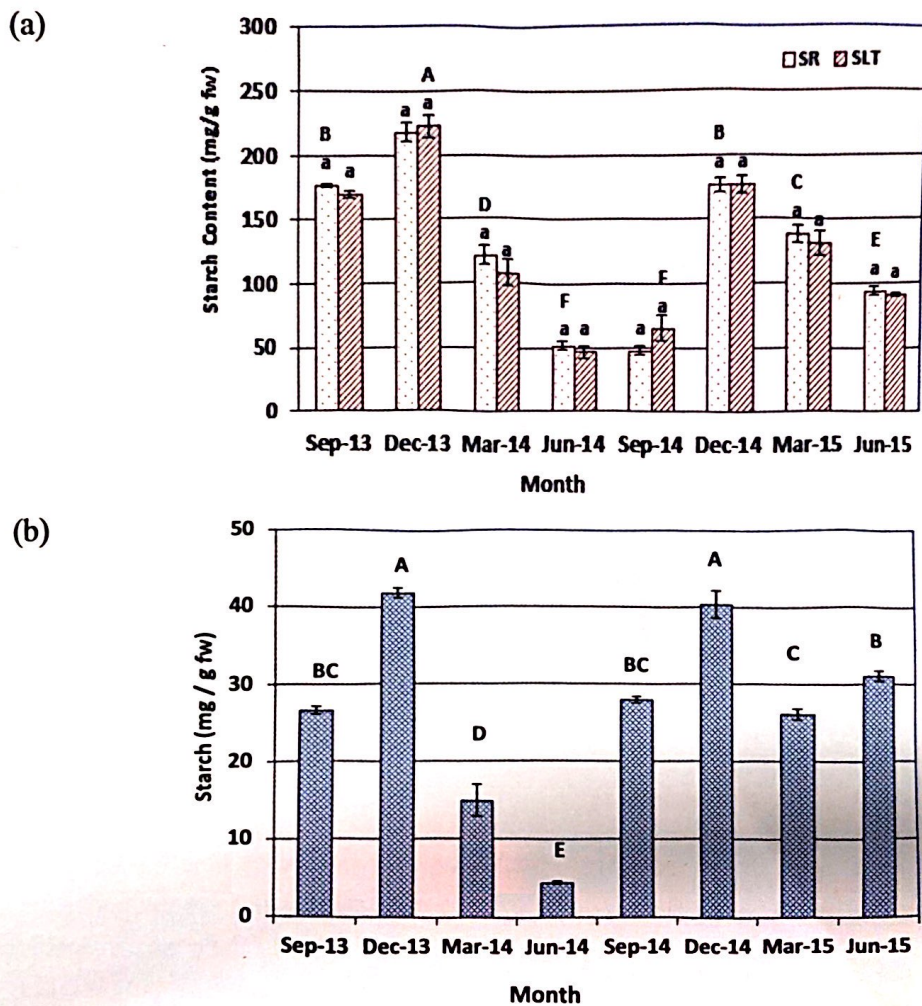 (a)
300
250
200
150
100
50
0
Starch Content (mg/g fw)
SR SLT
A
B
a a
a a
D
a a
F
a a
F
a
B
a a
C
a a
E
a a
Sep-13 Dec-13 Mar-14 Jun-14 Sep-14 Dec-14 Mar-15 Jun-15
Month
(b)
50
40
30
20
10
0
Starch (mg / g fw)
BC
A
D
E
BC
A
C
B
Sep-13 Dec-13 Mar-14 Jun-14 Sep-14 Dec-14 Mar-15 Jun-15
Month